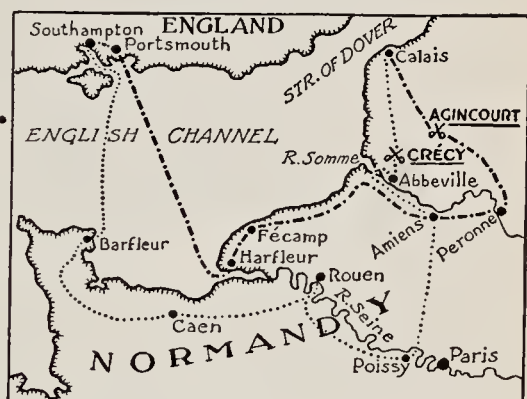 ENGLAND
Southampton
Portsmouth
STR. OF DOVER
Calais
AGINCOURT
ENGLISH CHANNEL
CRÉCY
R. Somme
Abbeville
Amiens
Peronne
Fécamp
Harfleur
Barfleur
Rouen
R. Seine
Caen
NORMANDY
Poissy
Paris